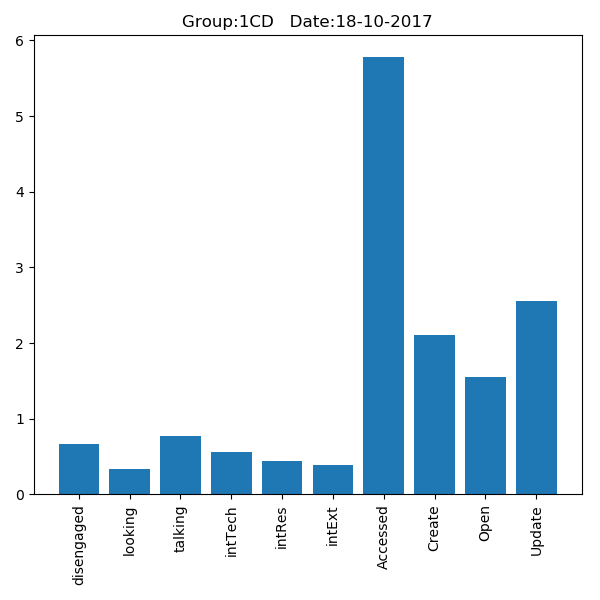 Group:1CD   Date:18-10-2017
6
5
4
3
2
1
0
disengaged
looking
talking
intTech
intRes
intExt
Accessed
Create
Open
Update